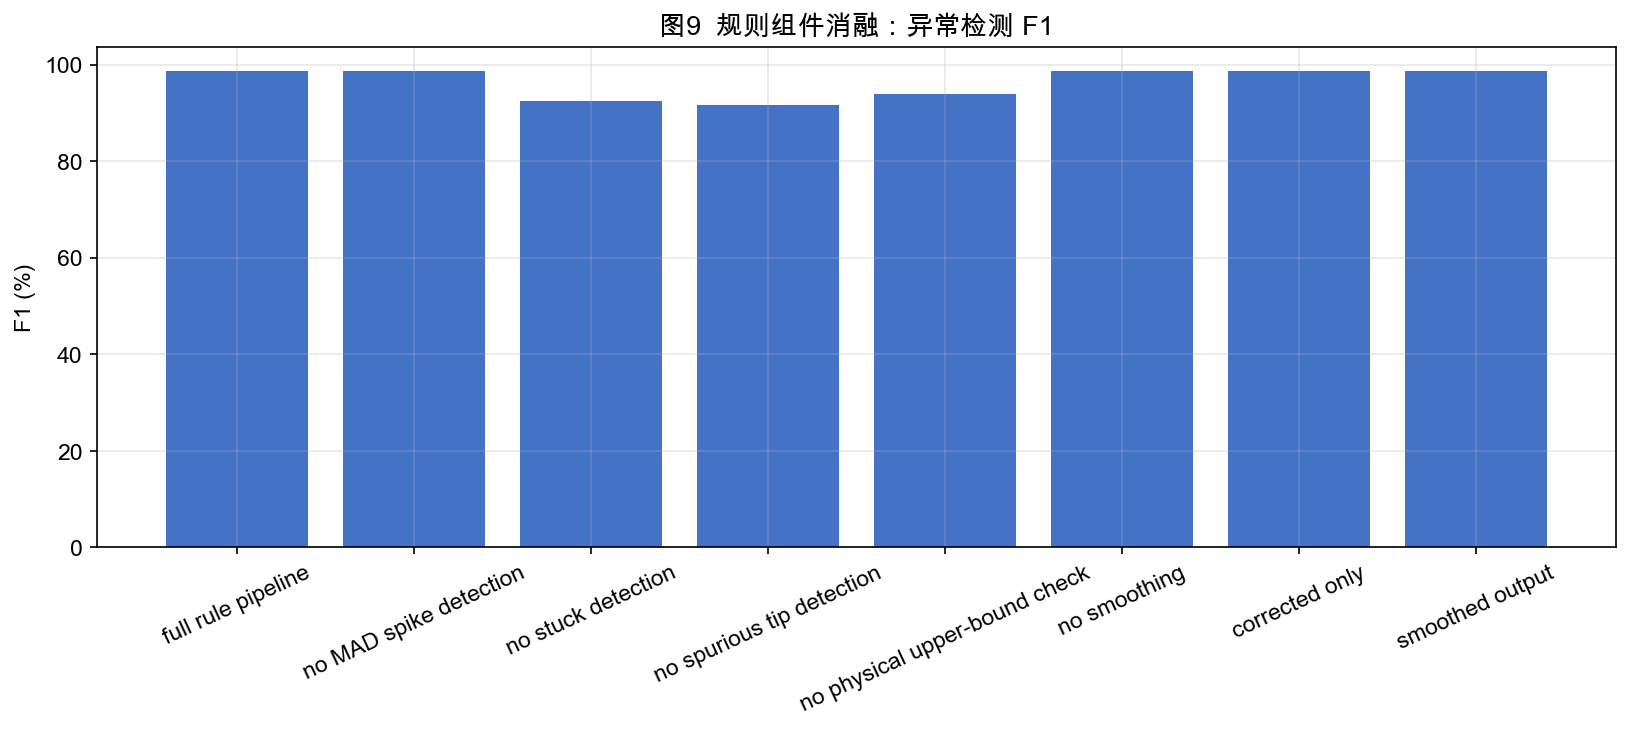 图9 规则组件消融：异常检测 F1
F1 (%)
100
80
60
40
20
0
full rule pipeline
no MAD spike detection
no stuck detection
no spurious tip detection
no physical upper-bound check
no smoothing
corrected only
smoothed output